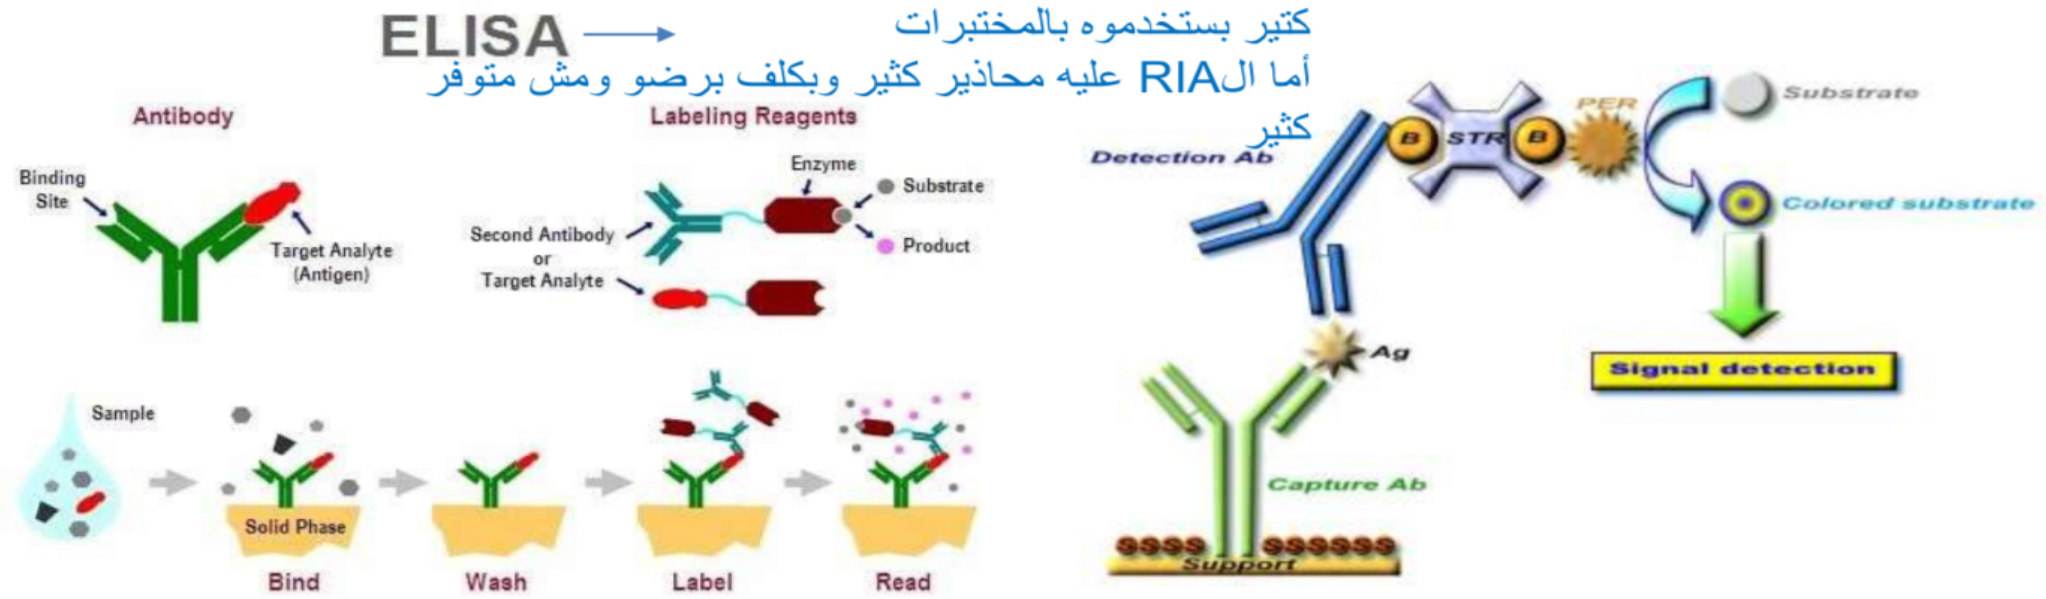 ELISA
كتير بستخدموه بالمختبرات
أما الRIA عليه محاذير كثير وبكلف برضو ومش متوفر
كثير
Antibody
Binding
Site
Target Analyte
(Antigen)
Labeling Reagents
Enzyme
Substrate
Second Antibody
or
Target Analyte
Product
Sample
Solid Phase
Bind
Wash
Label
Read
Detection Ab
B
STR
B
PER
Substrate
Colored substrate
Signal detection
Ag
Capture Ab
SSSS
SSSSSS
Support